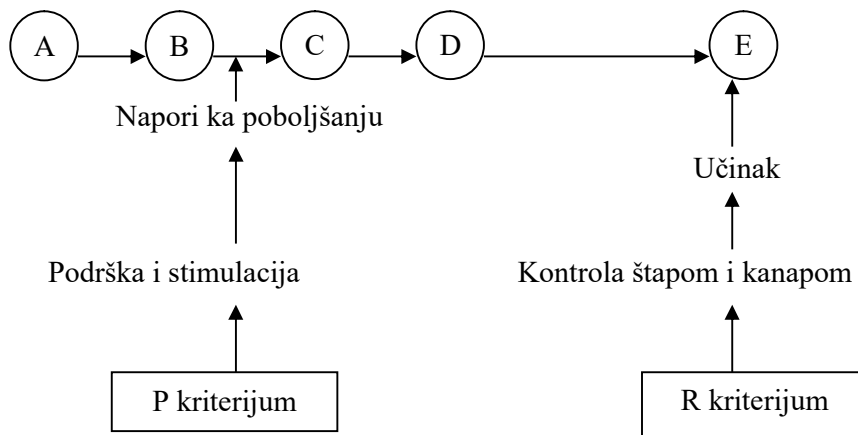 A B C D E
Napori ka poboljšanju
Učinak
Podrška i stimulacija
Kontrola štapom i kanapom
P kriterijum
R kriterijum